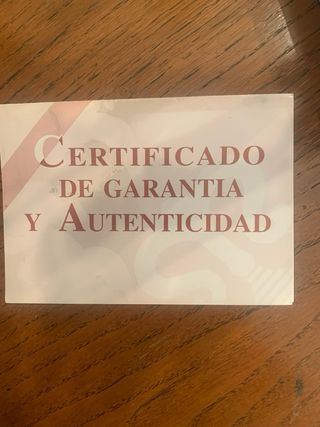 CERTIFICADO
DE GARANTIA
Y AUTENTICIDAD